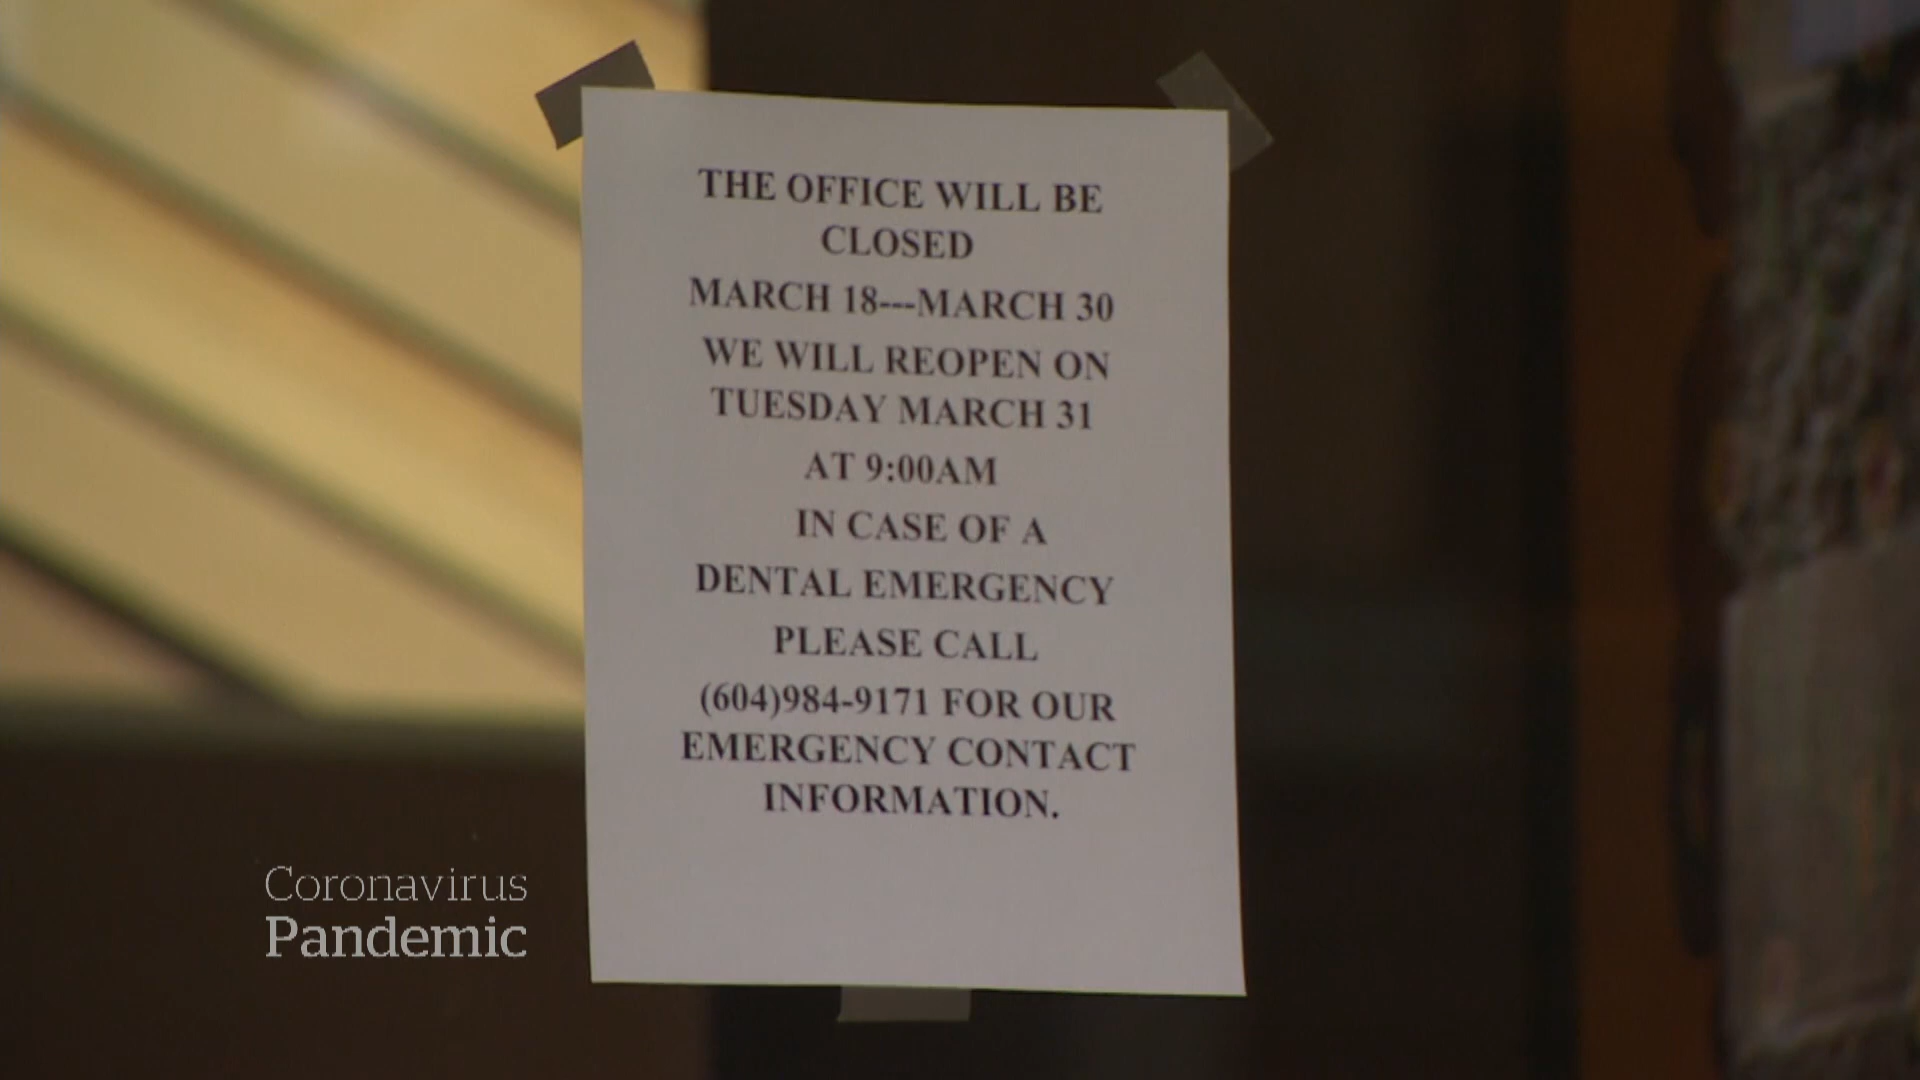 THE OFFICE WILL BE
CLOSED
MARCH 18---MARCH 30
WE WILL REOPEN ON
TUESDAY MARCH 31
AT 9:00AM
IN CASE OF A
DENTAL EMERGENCY
PLEASE CALL
(604)984-9171 FOR OUR
EMERGENCY CONTACT
INFORMATION.
Coronavirus
Pandemic